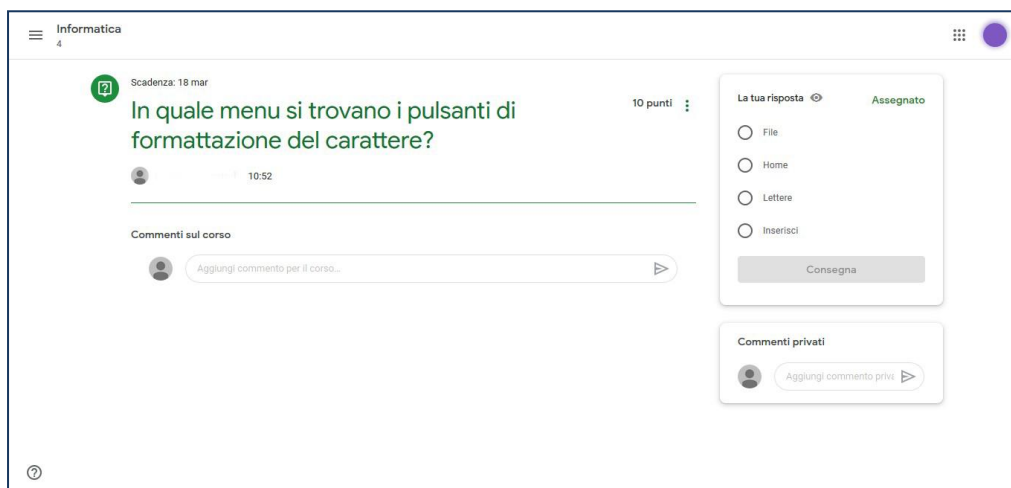 Informatica
4
Scadenza: 18 mar
In quale menu si trovano i pulsanti di
formattazione del carattere?
10 punti
10:52
Commenti sul corso
Aggiungi commento per il corso...
La tua risposta
Assegnato
File
Home
Lettere
Inserisci
Consegna
Commenti privati
Aggiungi commento priva